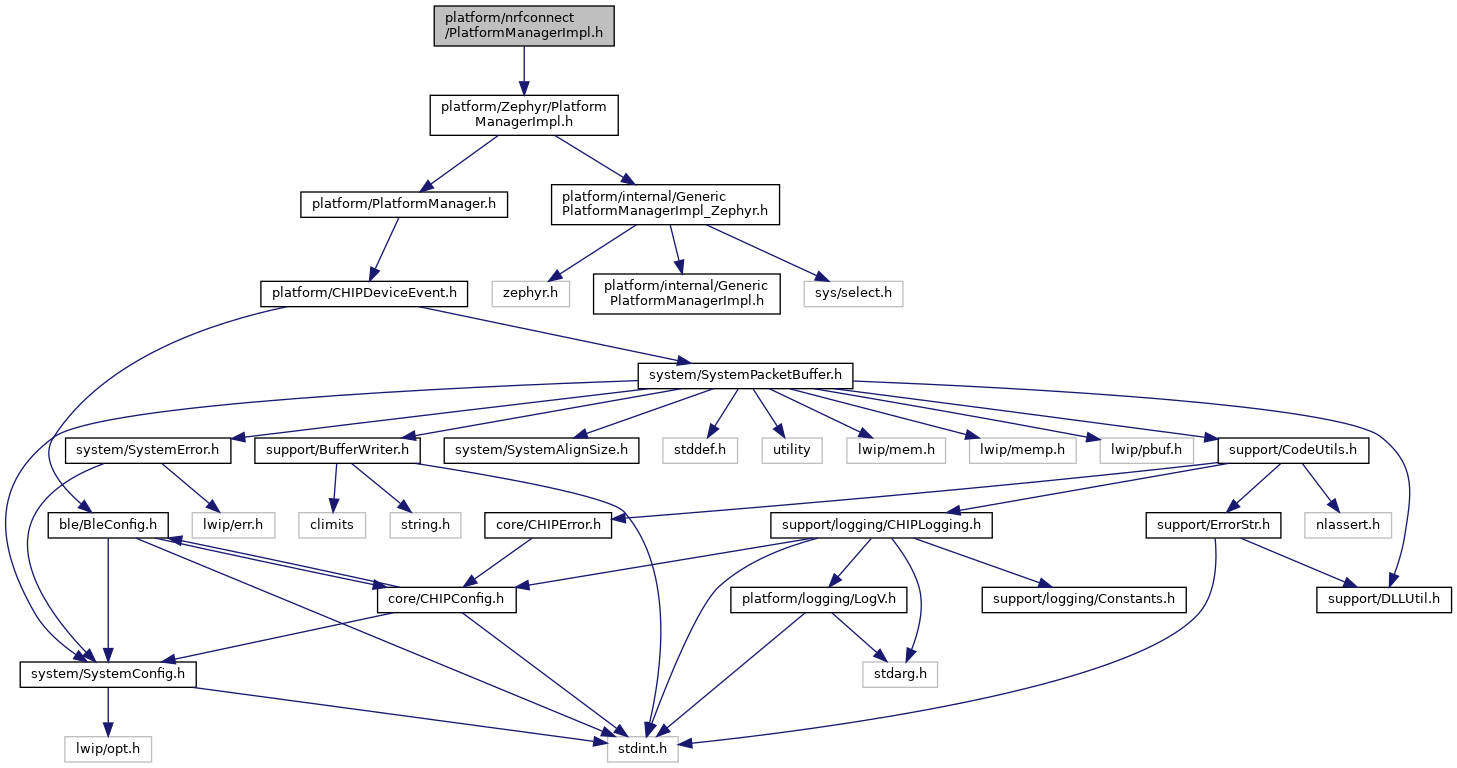 platform/nrfconnect
/PlatformManagerImpl.h
platform/Zephyr/Platform
ManagerImpl.h
platform/PlatformManager.h
platform/internal/Generic
PlatformManagerImpl_Zephyr.h
platform/CHIPDeviceEvent.h
zephyr.h
platform/internal/Generic
PlatformManagerImpl.h
sys/select.h
system/SystemPacketBuffer.h
system/SystemError.h
support/BufferWriter.h
system/SystemAlignSize.h
stddef.h
utility
lwip/mem.h
lwip/memp.h
lwip/pbuf.h
support/CodeUtils.h
ble/BleConfig.h
lwip/err.h
climits
string.h
core/CHIPError.h
support/logging/CHIPLogging.h
support/ErrorStr.h
nlassert.h
core/CHIPConfig.h
platform/logging/LogV.h
support/logging/Constants.h
support/DLLUtil.h
system/SystemConfig.h
stdarg.h
lwip/opt.h
stdint.h